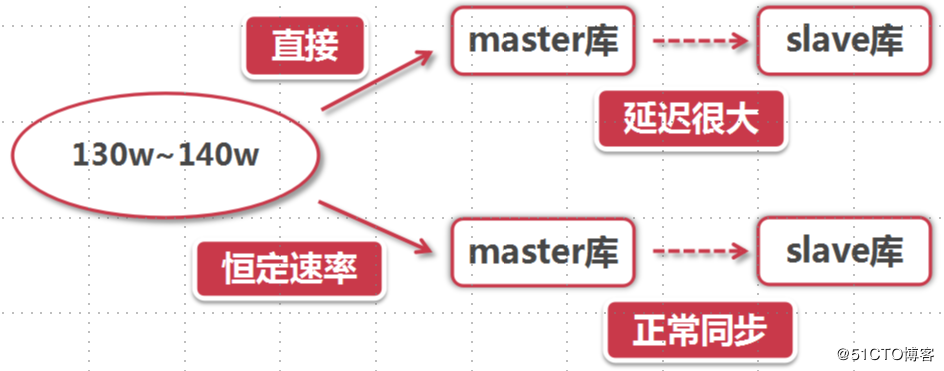 直接
master库
slave库
延迟很大
130w~140w
恒定速率
master库
slave库
正常同步
@51CTO博客